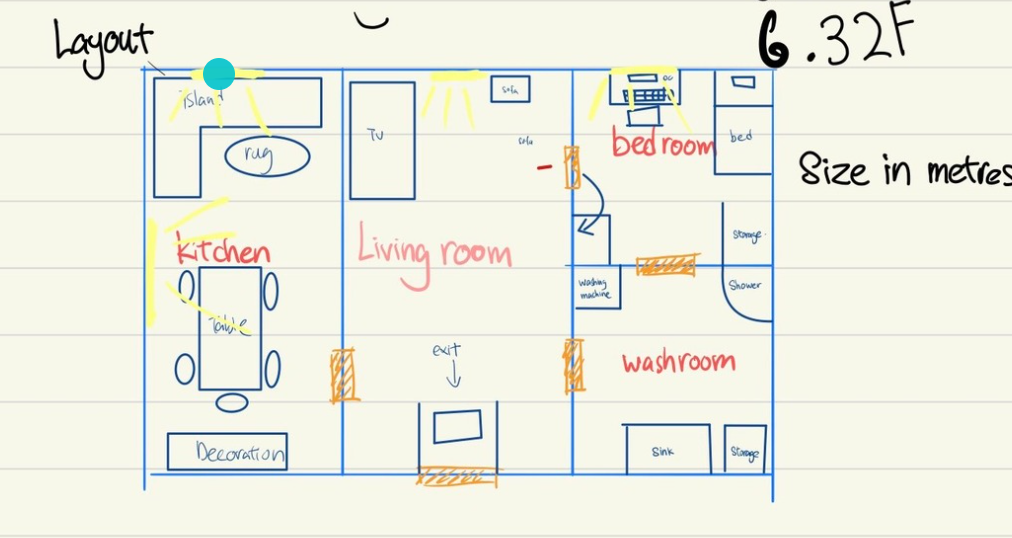 6.32F
Layout
island
sofa
TV
sofa
bed
bedroom
rug
Size in metres
kitchen
Living room
Storage
Shower
washing
machine
Table
exit
washroom
Decoration
Sink
Storage